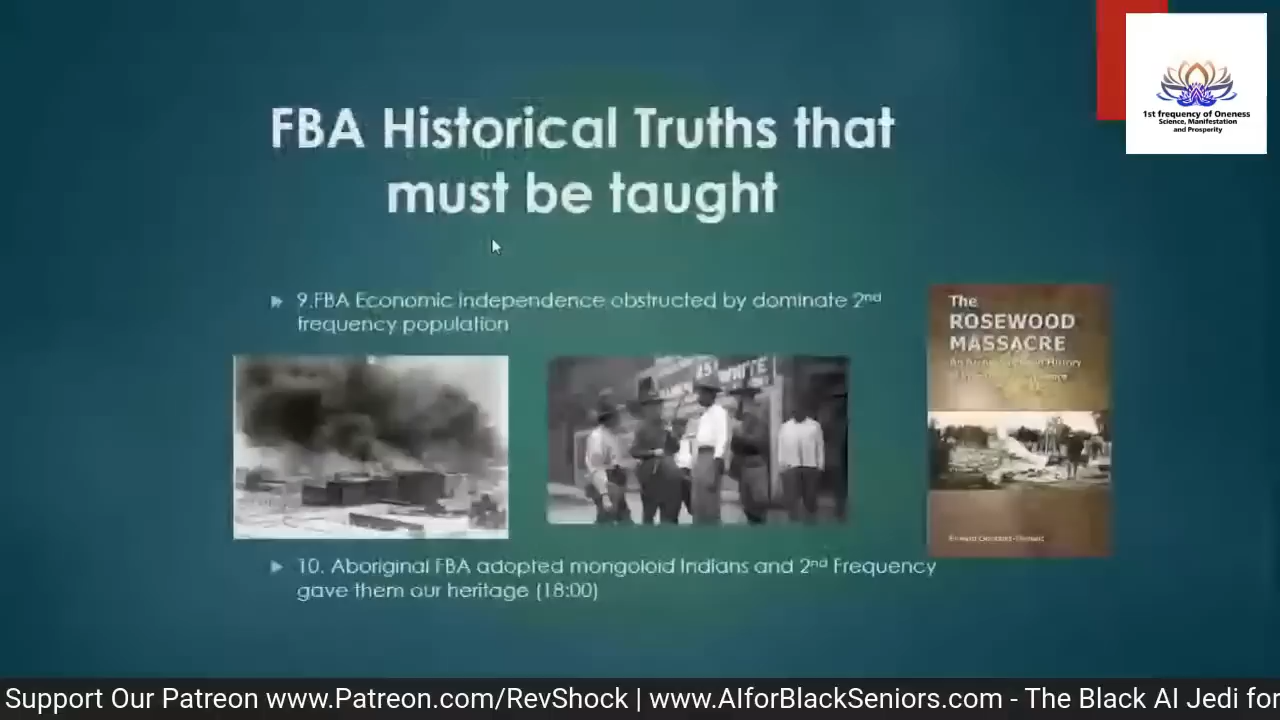 1st frequency of Oneness
Science, Manifestation
and Prosperity
FBA Historical Truths that
must be taught
9.FBA Economic Independence obstructed by dominate 2nd
frequency population
The
ROSEWOOD
MASSACRE
WHITE
10. Aboriginal FBA adopted mongoloid Indians and 2nd Frequency
gave them our heritage (18:00)
Support Our Patreon www.Patreon.com/RevShock | www.AIforBlackSeniors.com - The Black AI Jedi for